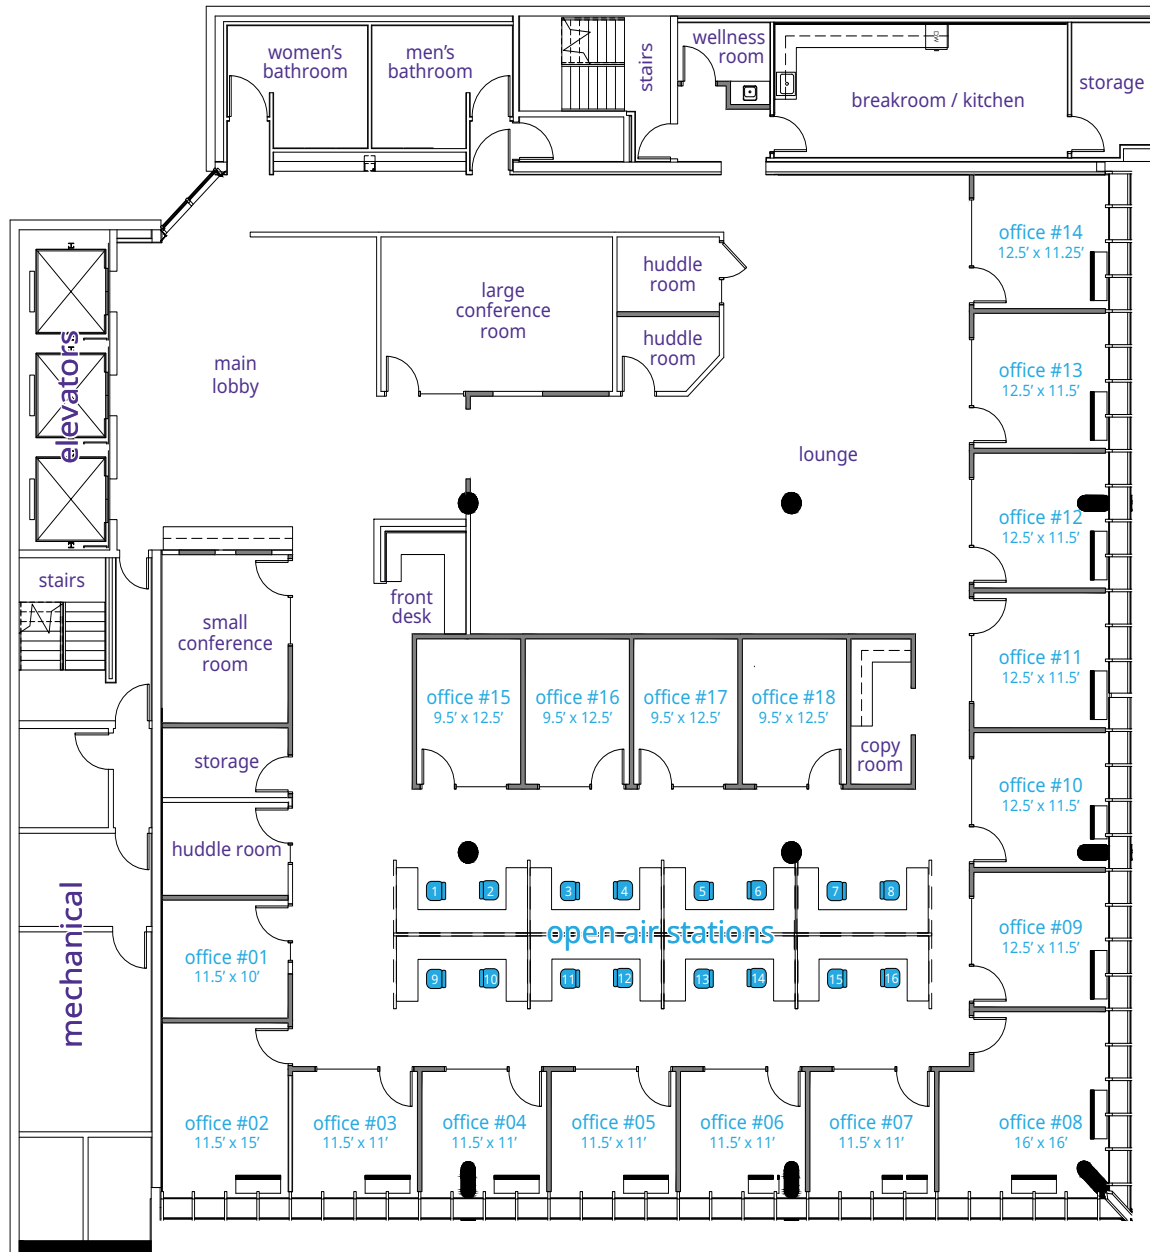 women's
bathroom
men's
bathroom
stairs
wellness
room
DW
breakroom / kitchen
storage
office #14
12.5' x 11.25'
huddle
room
large
conference
room
huddle
room
main
lobby
elevators
office #13
12.5' x 11.5'
lounge
office #12
12.5' x 11.5'
stairs
front
desk
small
conference
room
office #11
12.5' x 11.5'
office #15
9.5' x 12.5'
office #16
9.5' x 12.5'
office #17
9.5' x 12.5'
office #18
9.5' x 12.5'
copy
room
storage
office #10
12.5' x 11.5'
huddle room
1
2
3
4
5
6
7
8
open air stations
9
10
11
12
13
14
15
16
mechanical
office #01
11.5' x 10'
office #09
12.5' x 11.5'
office #02
11.5' x 15'
office #03
11.5' x 11'
office #04
11.5' x 11'
office #05
11.5' x 11'
office #06
11.5' x 11'
office #07
11.5' x 11'
office #08
16' x 16'